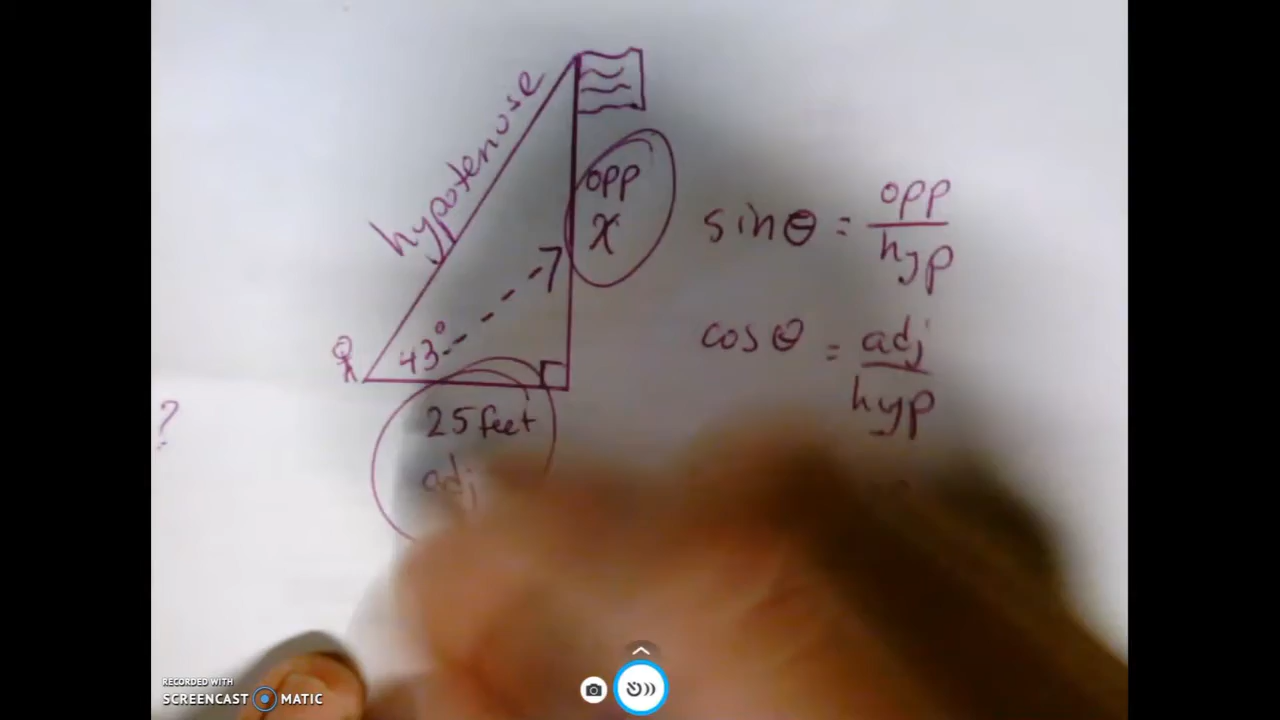 hypotenuse
opp
x
43°
25 feet
adj
?
sin θ = opp
hyp
cos θ = adj
hyp
RECORDED WITH
SCREENCAST MATIC